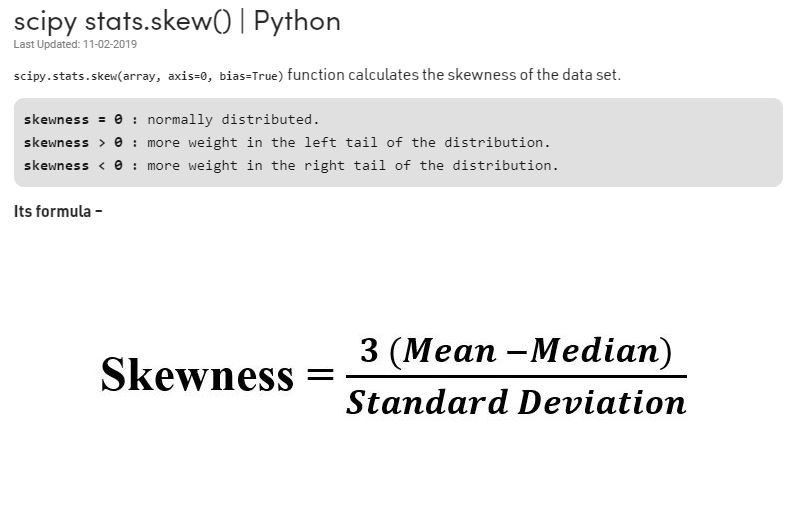 scipy stats.skew() | Python
Last Updated: 11-02-2019
scipy.stats.skew(array, axis=0, bias=True) function calculates the skewness of the data set.
skewness = 0 : normally distributed.
skewness > 0 : more weight in the left tail of the distribution.
skewness < 0 : more weight in the right tail of the distribution.
Its formula –
Skewness = 3 (Mean – Median)
Standard Deviation